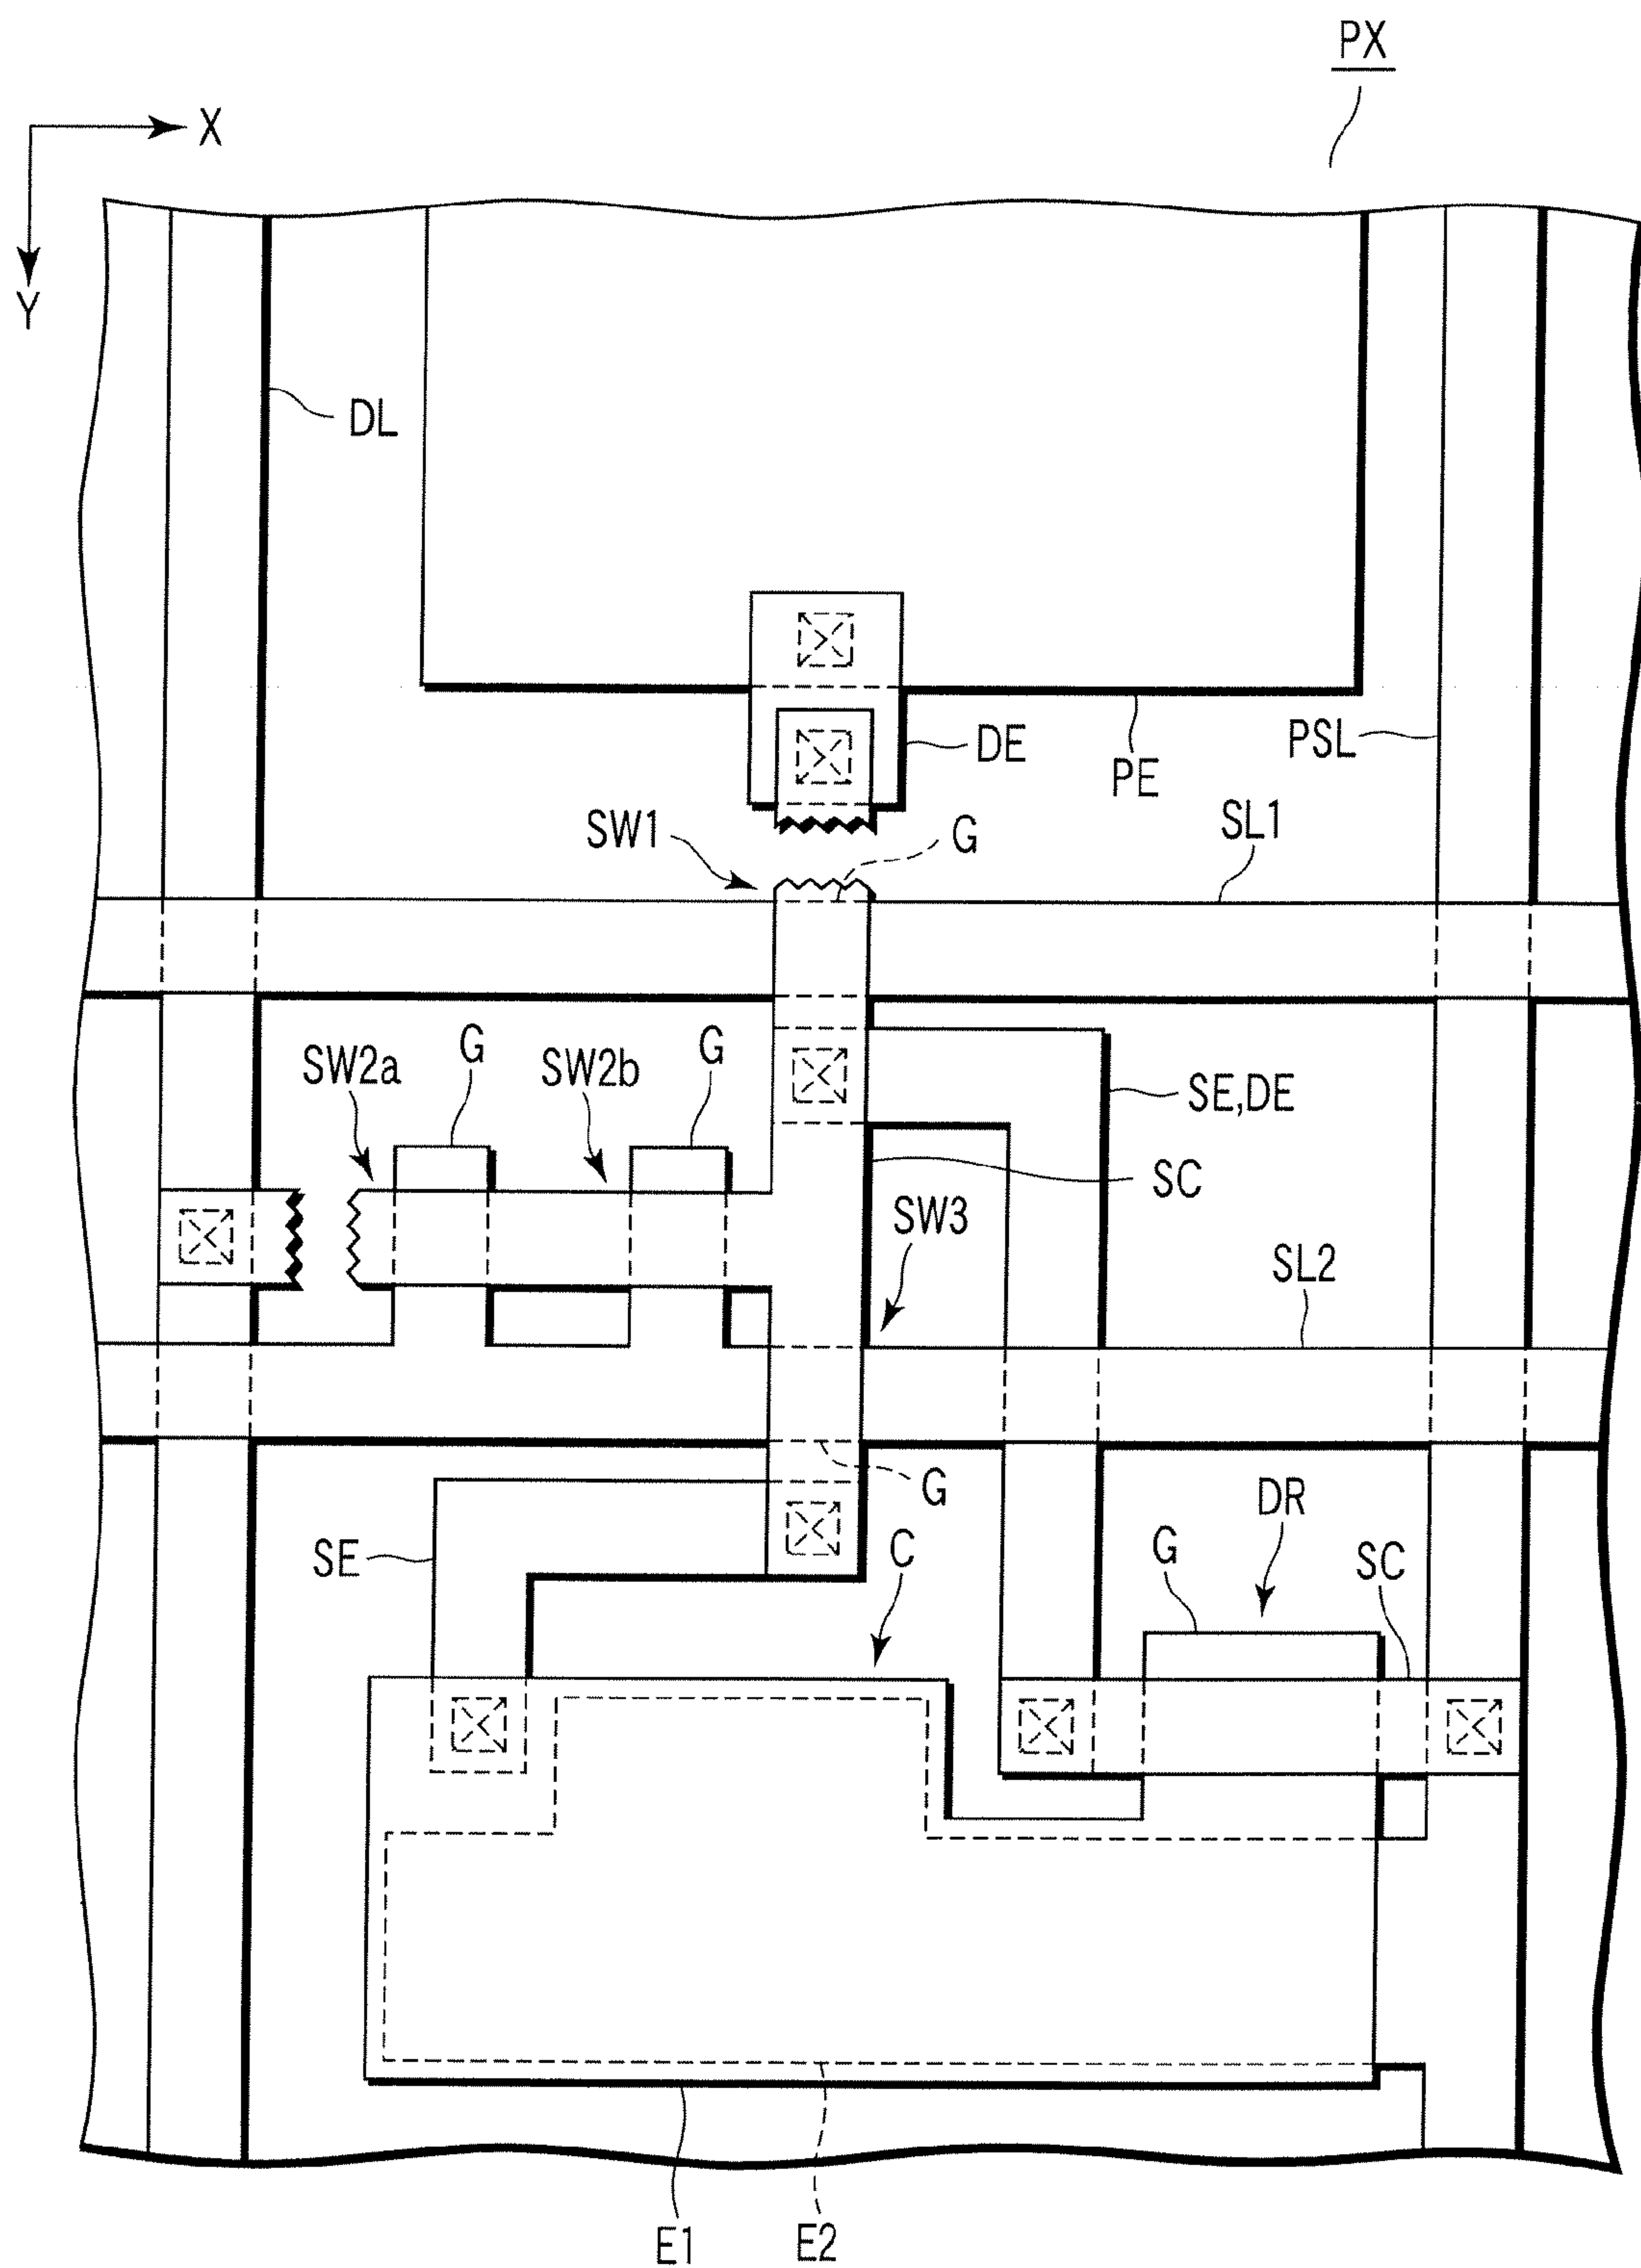 PX
X
Y
DL
DE
PE
PSL
SW1
G
SL1
SW2a
G
SW2b
G
SE,DE
SC
SW3
SL2
G
SE
C
DR
G
SC
E1
E2